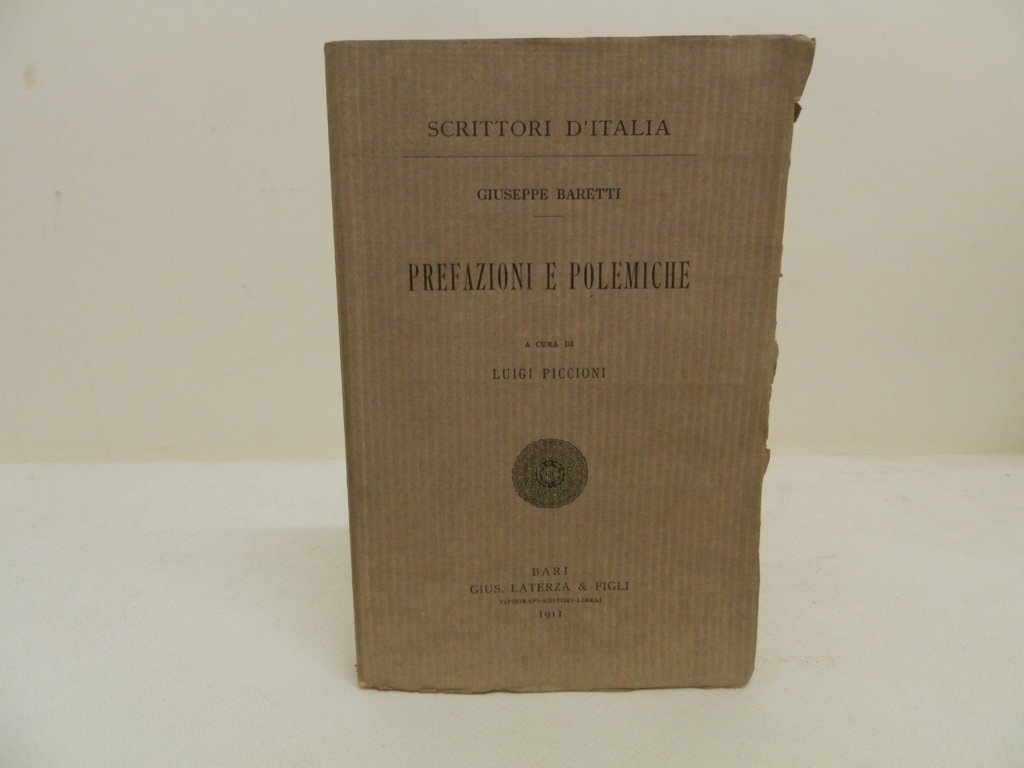 SCRITTORI D'ITALIA
GIUSEPPE BARETTI
PREFAZIONI E POLEMICHE
A CURA DI
LUIGI PICCIONI
BARI
GIUS. LATERZA & FIGLI
TIPOGRAFI-EDITORI-LIBRAI
1911